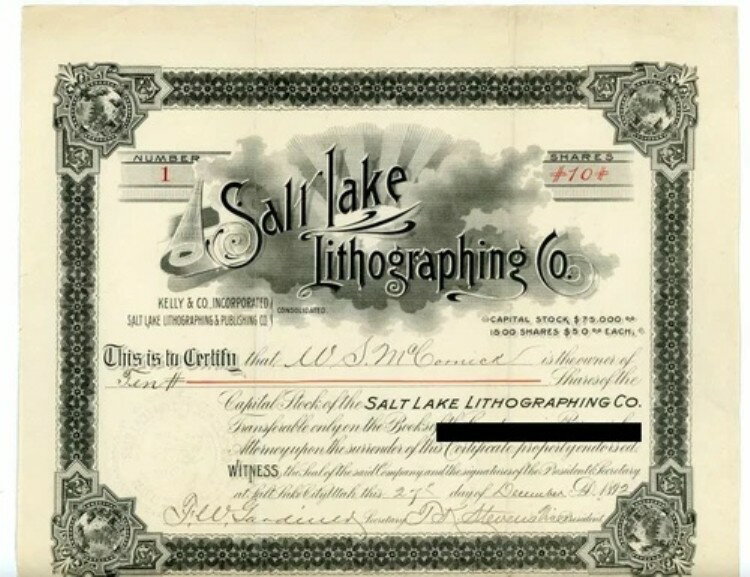 NUMBER
1
SHARES
#10#
Salt Lake
Lithographing Co.
KELLY & CO. INCORPORATED
SALT LAKE LITHOGRAPHING & PUBLISHING CO.
CONSOLIDATED.
CAPITAL STOCK, $75.000.00
1500 SHARES $50.00 EACH,
This is to Certify that W S. McCornick is the owner of
Ten # Shares of the
Capital Stock of the SALT LAKE LITHOGRAPHING CO.
Transferable only on the Books of
Attorney upon the surrender of this Certificate properly endorsed.
WITNESS, the Seal of the said Company and the signatures of the President & Secretary
at Salt Lake City Utah, this day of December A.D. 1892
Secretary Stevens Vice President